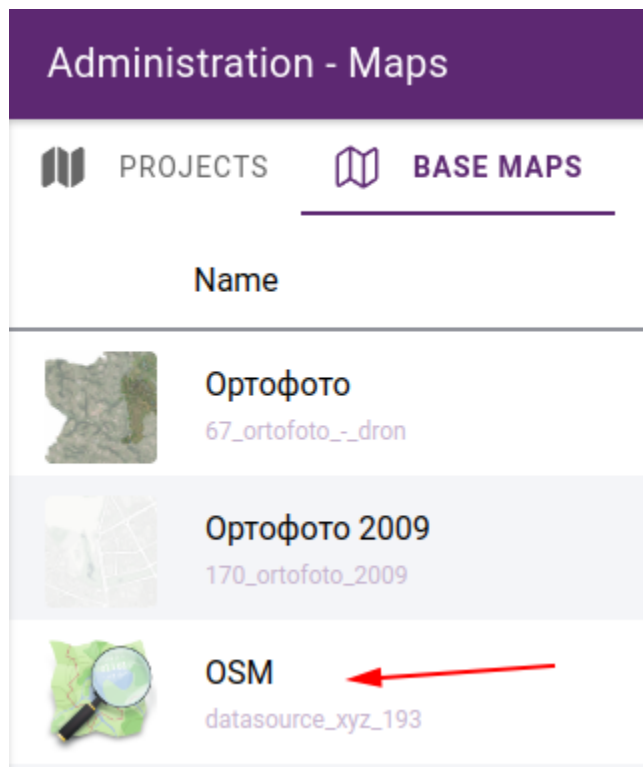 Administration - Maps
PROJECTS BASE MAPS
Name
Ортофото
67_ortofoto_-_dron
Ортофото 2009
170_ortofoto_2009
OSM
datasource_xyz_193